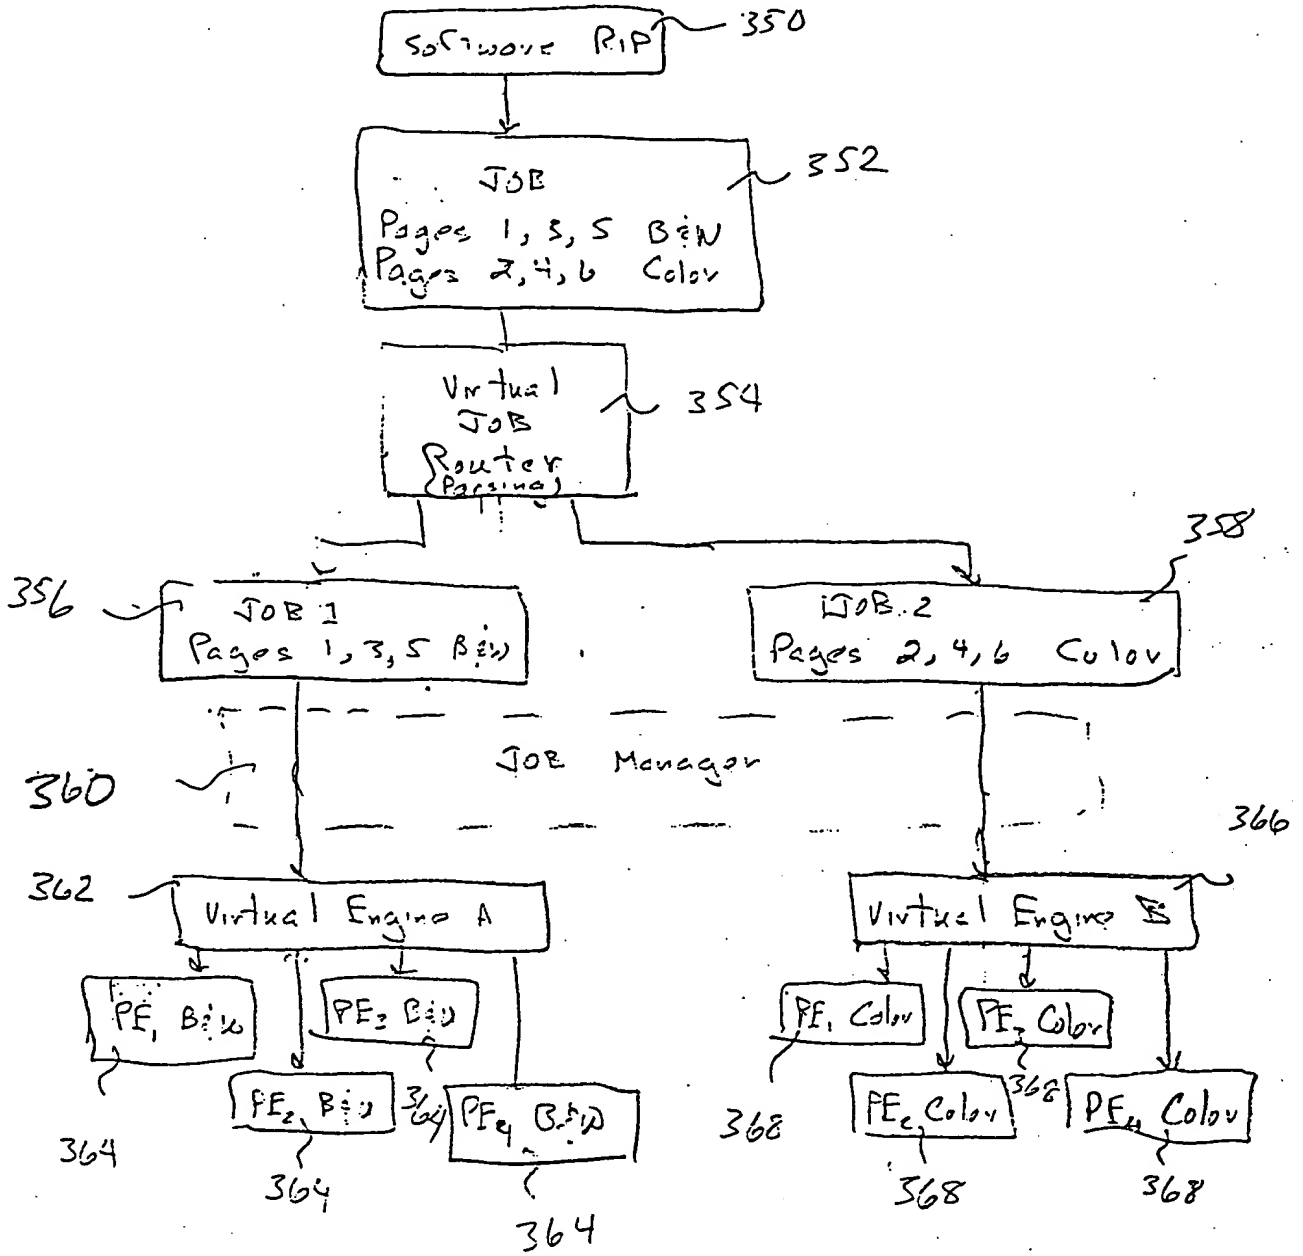 Software RIP
350
JOB
352
Pages 1, 3, 5 B&W
Pages 2, 4, 6 Color
Virtual
JOB
Router
(Parsing)
354
356
JOB 1
Pages 1, 3, 5 B&W
358
JOB 2
Pages 2, 4, 6 Color
JOB Manager
360
362
Virtual Engine A
366
Virtual Engine B
PE1 B&W
PE3 B&W
PE1 Color
PE3 Color
PE2 B&W
364
PE4 B&W
368
PE2 Color
PE4 Color
364
364
364
368
368
368